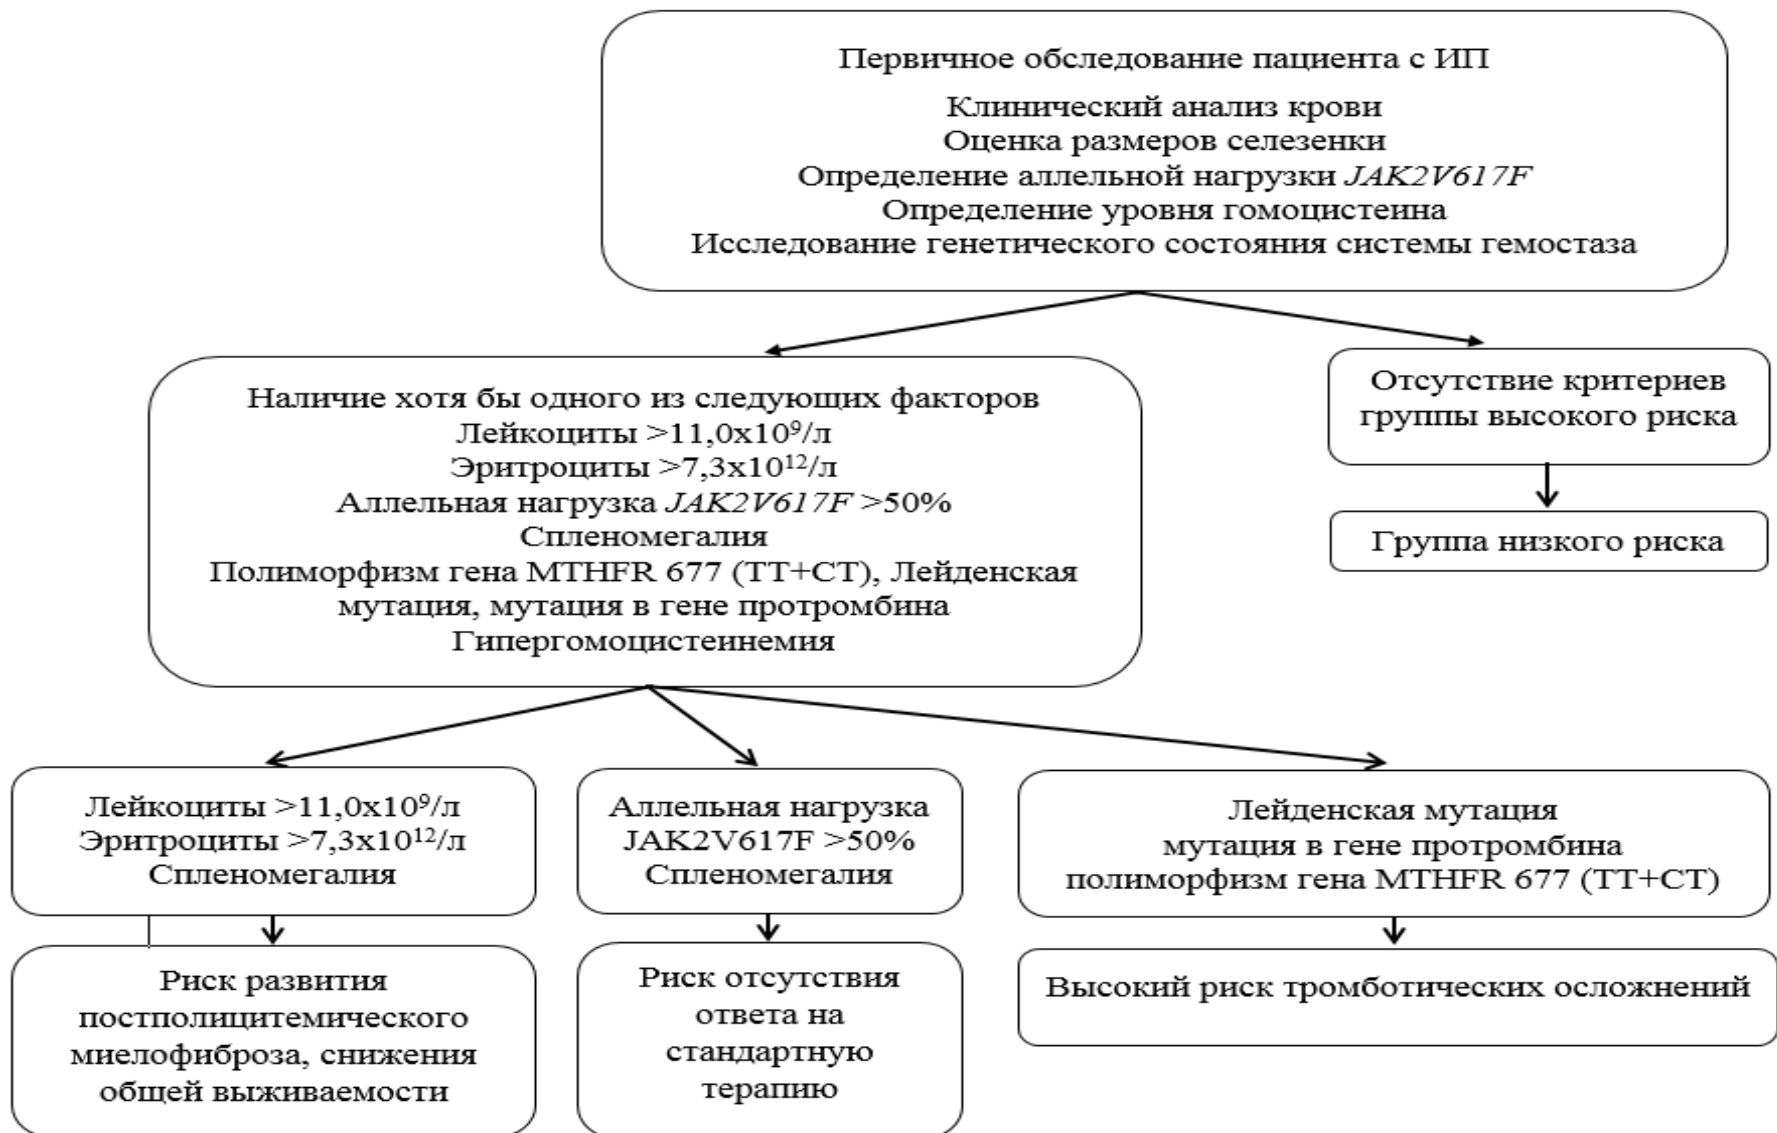 Первичное обследование пациента с ИП
Клинический анализ крови
Оценка размеров селезенки
Определение аллельной нагрузки JAK2V617F
Определение уровня гомоцистеина
Исследование генетического состояния системы гемостаза
Наличие хотя бы одного из следующих факторов
Лейкоциты >11,0х10⁹/л
Эритроциты >7,3х10¹²/л
Аллельная нагрузка JAK2V617F >50%
Спленомегалия
Полиморфизм гена MTHFR 677 (TT+CT), Лейденская
мутация, мутация в гене протромбина
Гипергомоцистеинемия
Отсутствие критериев
группы высокого риска
Группа низкого риска
Лейкоциты >11,0х10⁹/л
Эритроциты >7,3х10¹²/л
Спленомегалия
Аллельная нагрузка
JAK2V617F >50%
Спленомегалия
Лейденская мутация
мутация в гене протромбина
полиморфизм гена MTHFR 677 (TT+CT)
Риск развития
постполицитемического
миелофиброза, снижения
общей выживаемости
Риск отсутствия
ответа на
стандартную
терапию
Высокий риск тромботических осложнений